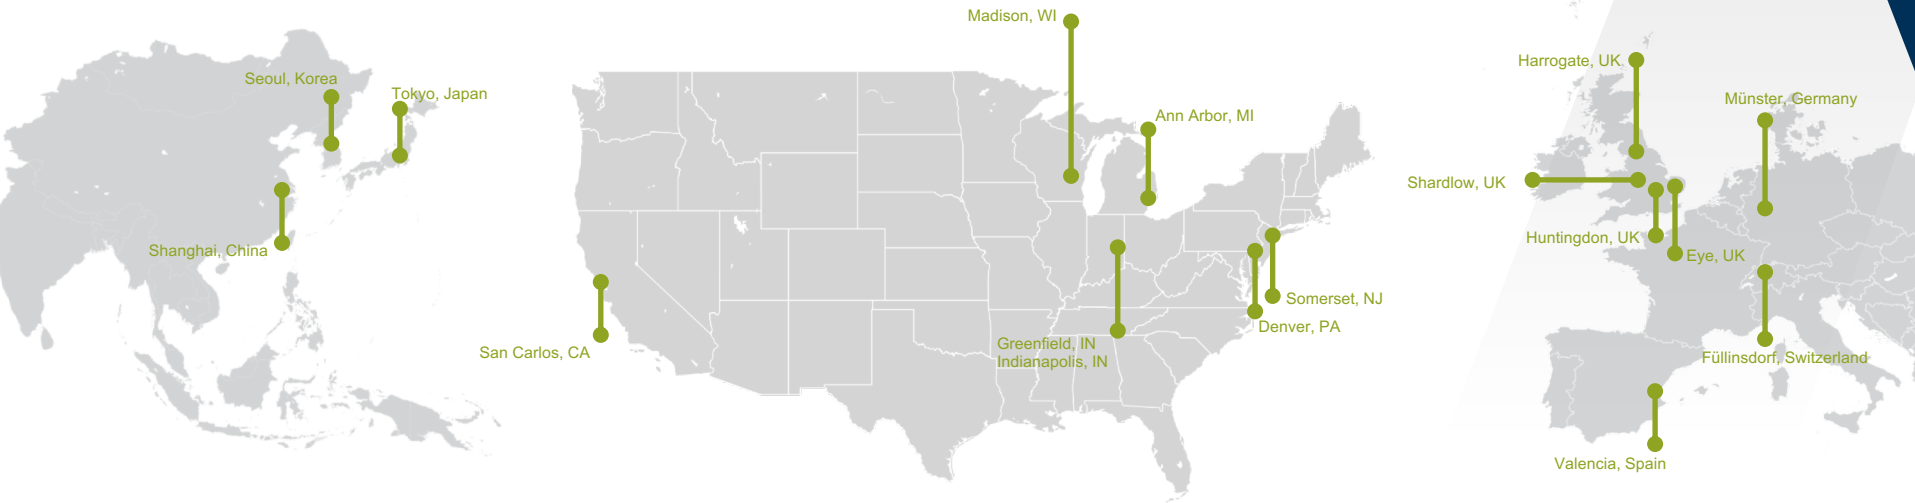 Seoul, Korea
Tokyo, Japan
Shanghai, China
Madison, WI
Ann Arbor, MI
San Carlos, CA
Greenfield, IN
Indianapolis, IN
Somerset, NJ
Denver, PA
Harrogate, UK
Münster, Germany
Shardlow, UK
Huntingdon, UK
Eye, UK
Füllinsdorf, Switzerland
Valencia, Spain